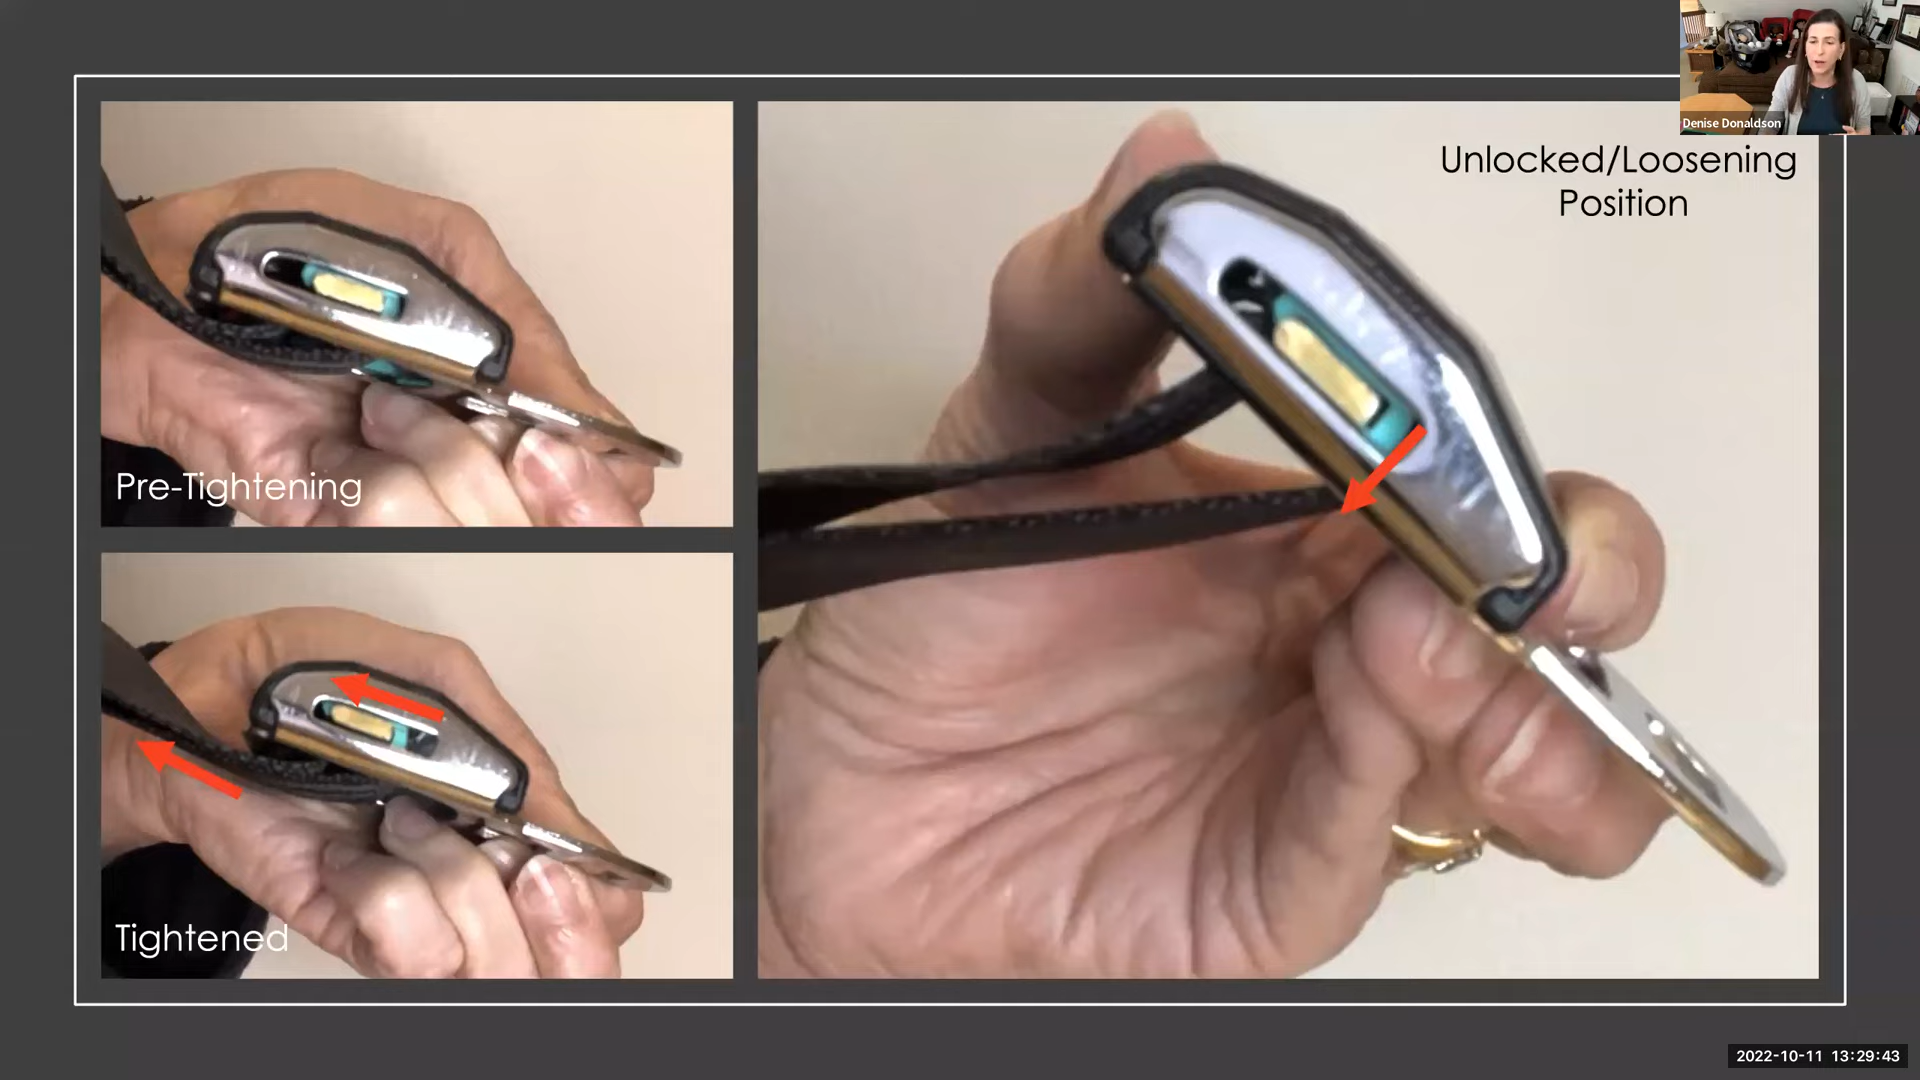 Denise Donaldson
Unlocked/Loosening
Position
Pre-Tightening
Tightened
2022-10-11 13:29:43